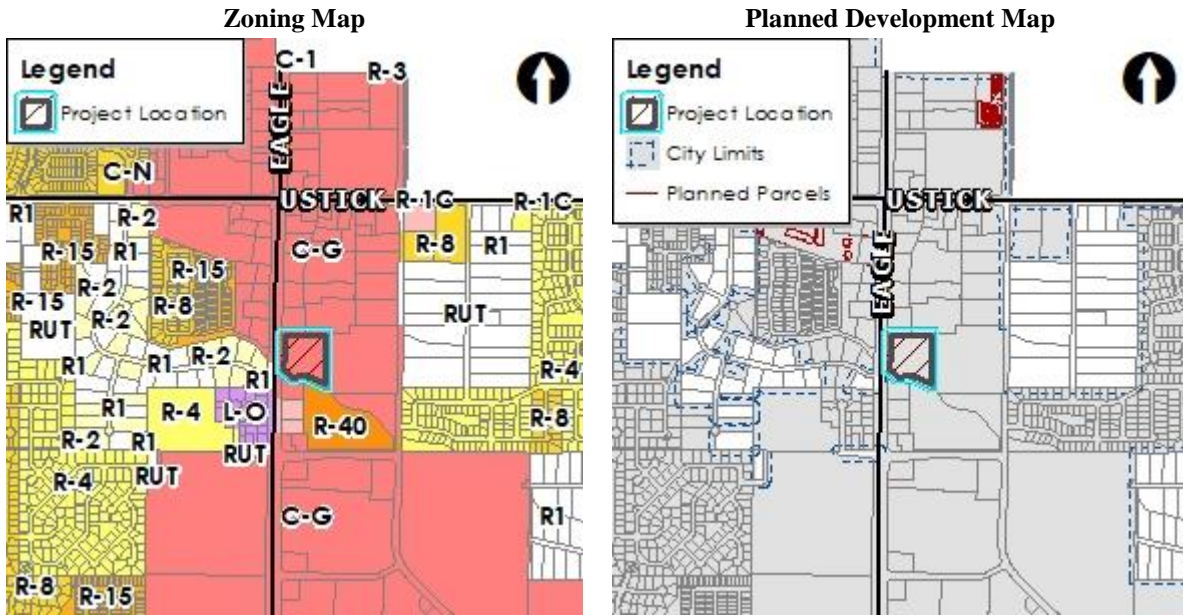 Zoning Map
Legend
Project Location
C-1
R-3
EAGLE
C-N
USTICK
R-1C
R-1C
R1
R-2
R-15
R1
R-15
R-2
R-8
R-15
RUT
R-2
C-G
R-8
R1
RUT
R1
R1
R-2
R1
R-4
R1
R-4
L-O
R-40
R-8
R-2
R1
RUT
RUT
R-4
C-G
R1
R-8
R-15
Planned Development Map
Legend
Project Location
City Limits
Planned Parcels
USTICK
EAGLE